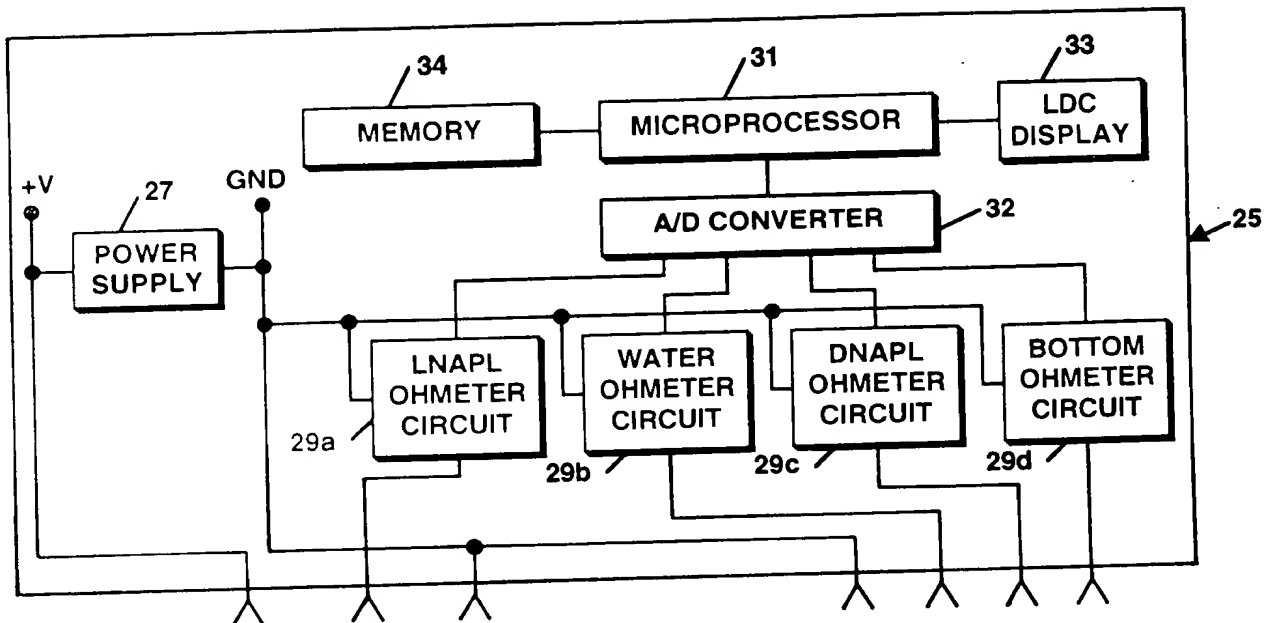 34
31
33
MEMORY
MICROPROCESSOR
LDC
DISPLAY
+V
27
GND
POWER
SUPPLY
A/D CONVERTER
32
25
LNAPL
OHMETER
CIRCUIT
29a
WATER
OHMETER
CIRCUIT
29b
DNAPL
OHMETER
CIRCUIT
29c
BOTTOM
OHMETER
CIRCUIT
29d